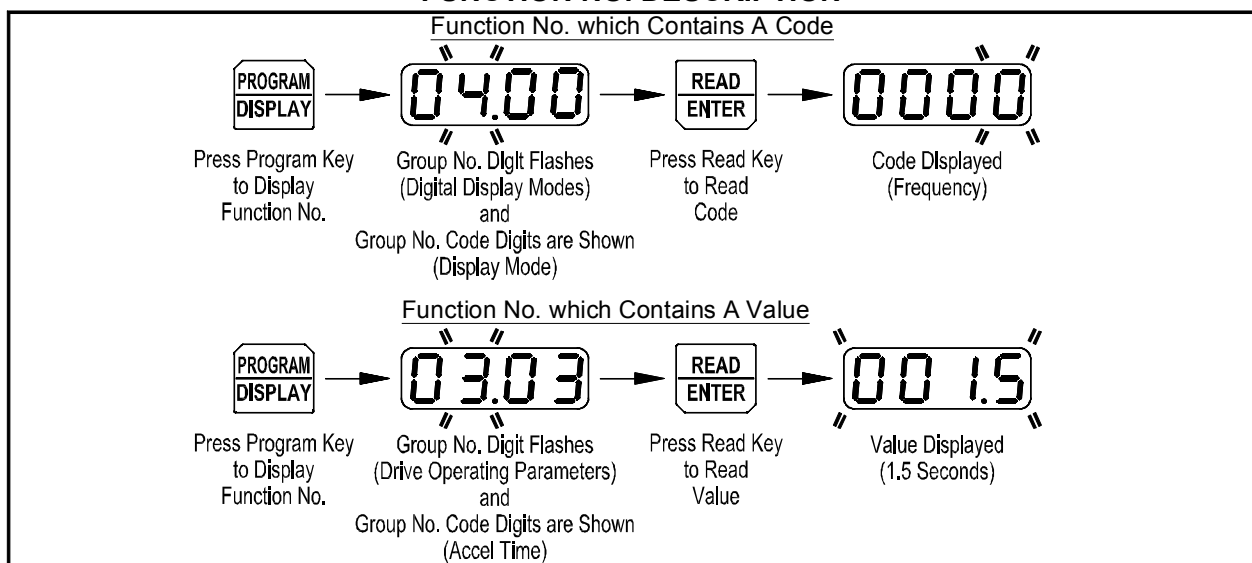 Function No. which Contains A Code
PROGRAM
DISPLAY
04.00
READ
ENTER
0000
Press Program Key
to Display
Function No.
Group No. Digit Flashes
(Digital Display Modes)
and
Group No. Code Digits are Shown
(Display Mode)
Press Read Key
to Read
Code
Code Displayed
(Frequency)
Function No. which Contains A Value
PROGRAM
DISPLAY
03.03
READ
ENTER
001.5
Press Program Key
to Display
Function No.
Group No. Digit Flashes
(Drive Operating Parameters)
and
Group No. Code Digits are Shown
(Accel Time)
Press Read Key
to Read
Value
Value Displayed
(1.5 Seconds)